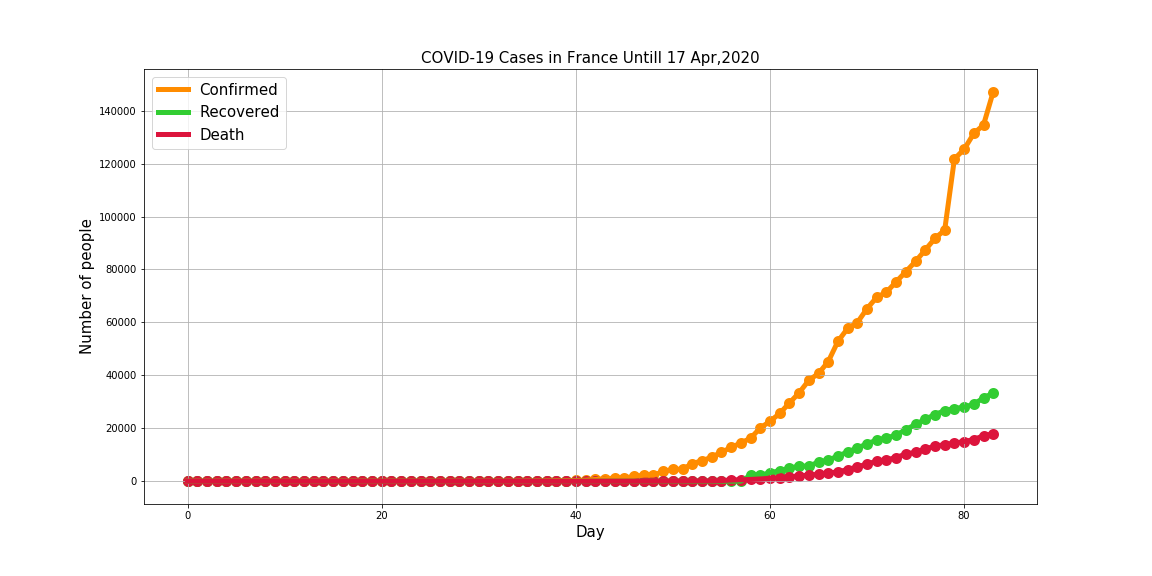 COVID-19 Cases in France Untill 17 Apr,2020
Confirmed
Recovered
Death
Number of people
140000
120000
100000
80000
60000
40000
20000
0
0 20 40 60 80
Day